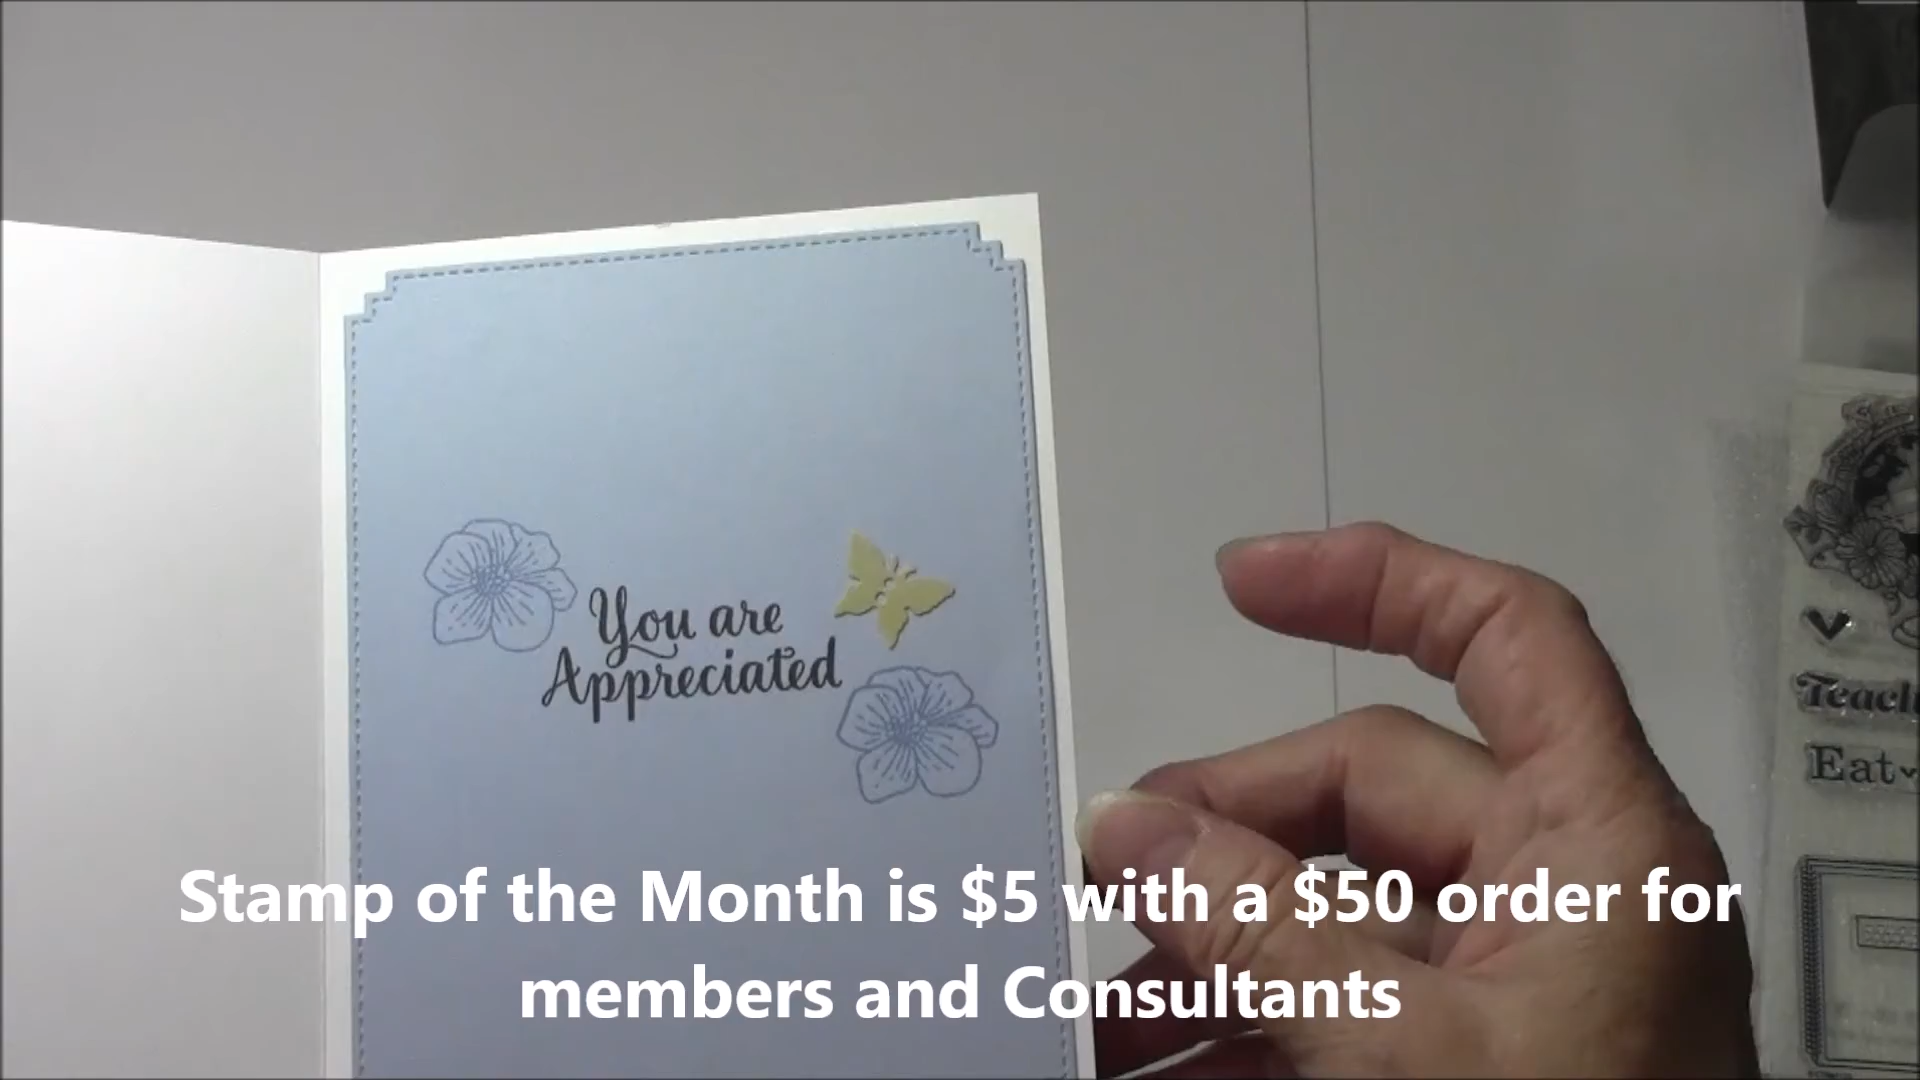 You are
Appreciated
Teach
Eat
Stamp of the Month is $5 with a $50 order for
members and Consultants